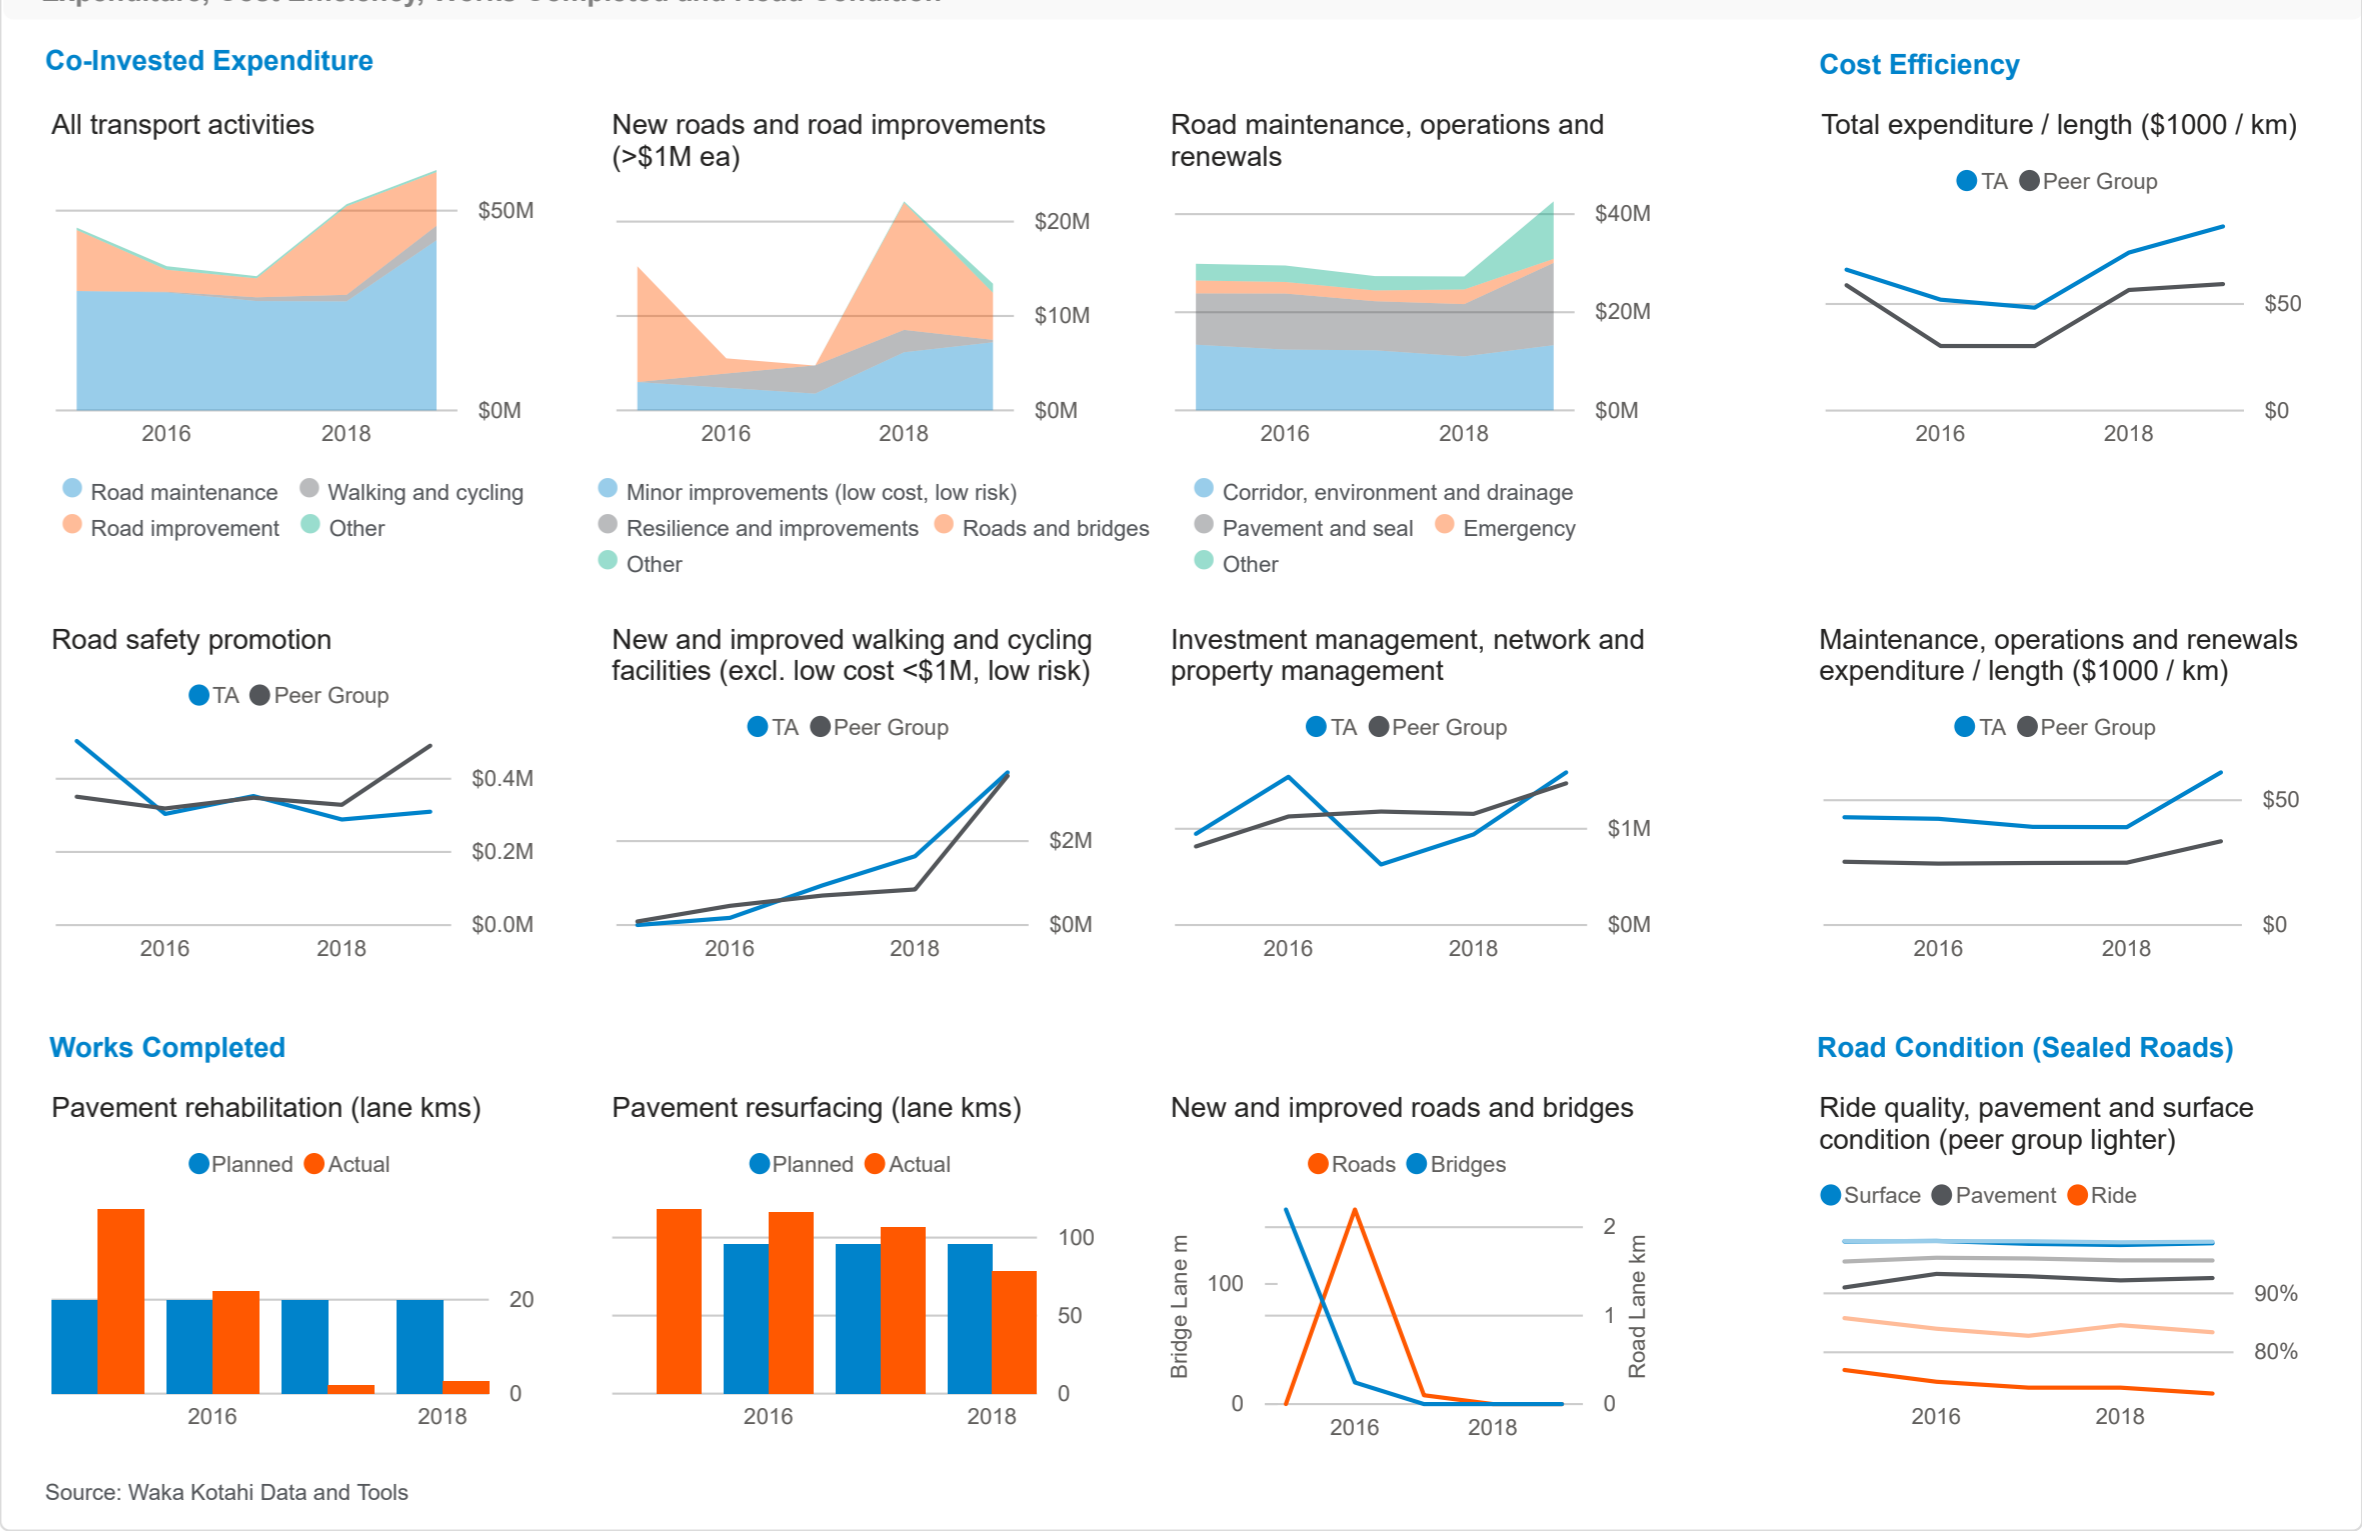 Expenditure, Cost Efficiency, Works Completed and Road Condition
Co-Invested Expenditure
Cost Efficiency
All transport activities
$50M
$0M
2016
2018
Road maintenance
Walking and cycling
Road improvement
Other
New roads and road improvements
(>$1M ea)
$20M
$10M
$0M
2016
2018
Minor improvements (low cost, low risk)
Resilience and improvements
Roads and bridges
Other
Road maintenance, operations and
renewals
$40M
$20M
$0M
2016
2018
Corridor, environment and drainage
Pavement and seal
Emergency
Other
Total expenditure / length ($1000 / km)
TA
Peer Group
$50
$0
2016
2018
Road safety promotion
TA
Peer Group
$0.4M
$0.2M
$0.0M
2016
2018
New and improved walking and cycling
facilities (excl. low cost <$1M, low risk)
TA
Peer Group
$2M
$0M
2016
2018
Investment management, network and
property management
TA
Peer Group
$1M
$0M
2016
2018
Maintenance, operations and renewals
expenditure / length ($1000 / km)
TA
Peer Group
$50
$0
2016
2018
Works Completed
Road Condition (Sealed Roads)
Pavement rehabilitation (lane kms)
Planned
Actual
20
0
2016
2018
Pavement resurfacing (lane kms)
Planned
Actual
100
50
0
2016
2018
New and improved roads and bridges
Roads
Bridges
Bridge Lane m
100
0
2
1
0
Road Lane km
2016
2018
Ride quality, pavement and surface
condition (peer group lighter)
Surface
Pavement
Ride
90%
80%
2016
2018
Source: Waka Kotahi Data and Tools